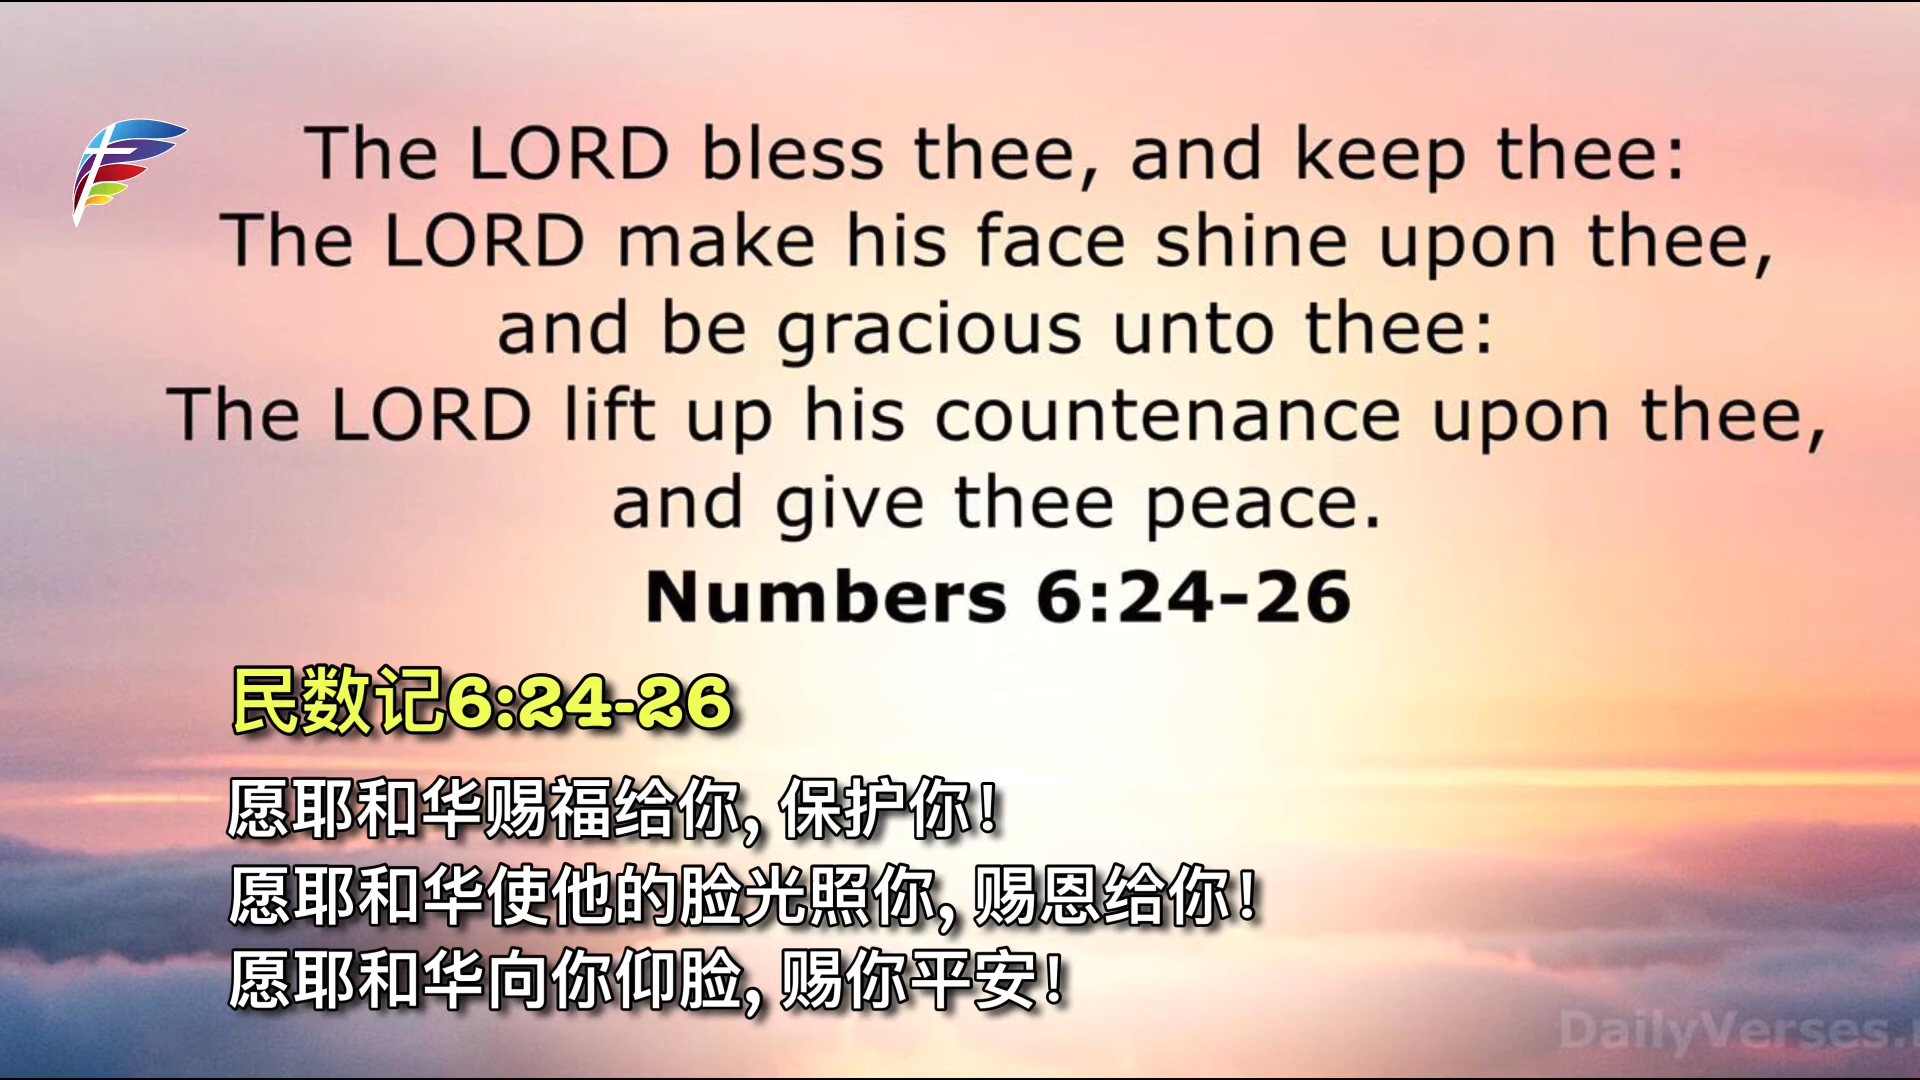 The LORD bless thee, and keep thee:
The LORD make his face shine upon thee,
and be gracious unto thee:
The LORD lift up his countenance upon thee,
and give thee peace.
Numbers 6:24-26
民数记6:24-26
愿耶和华赐福给你, 保护你!
愿耶和华使他的脸光照你, 赐恩给你!
愿耶和华向你仰脸, 赐你平安!
DailyVerses.